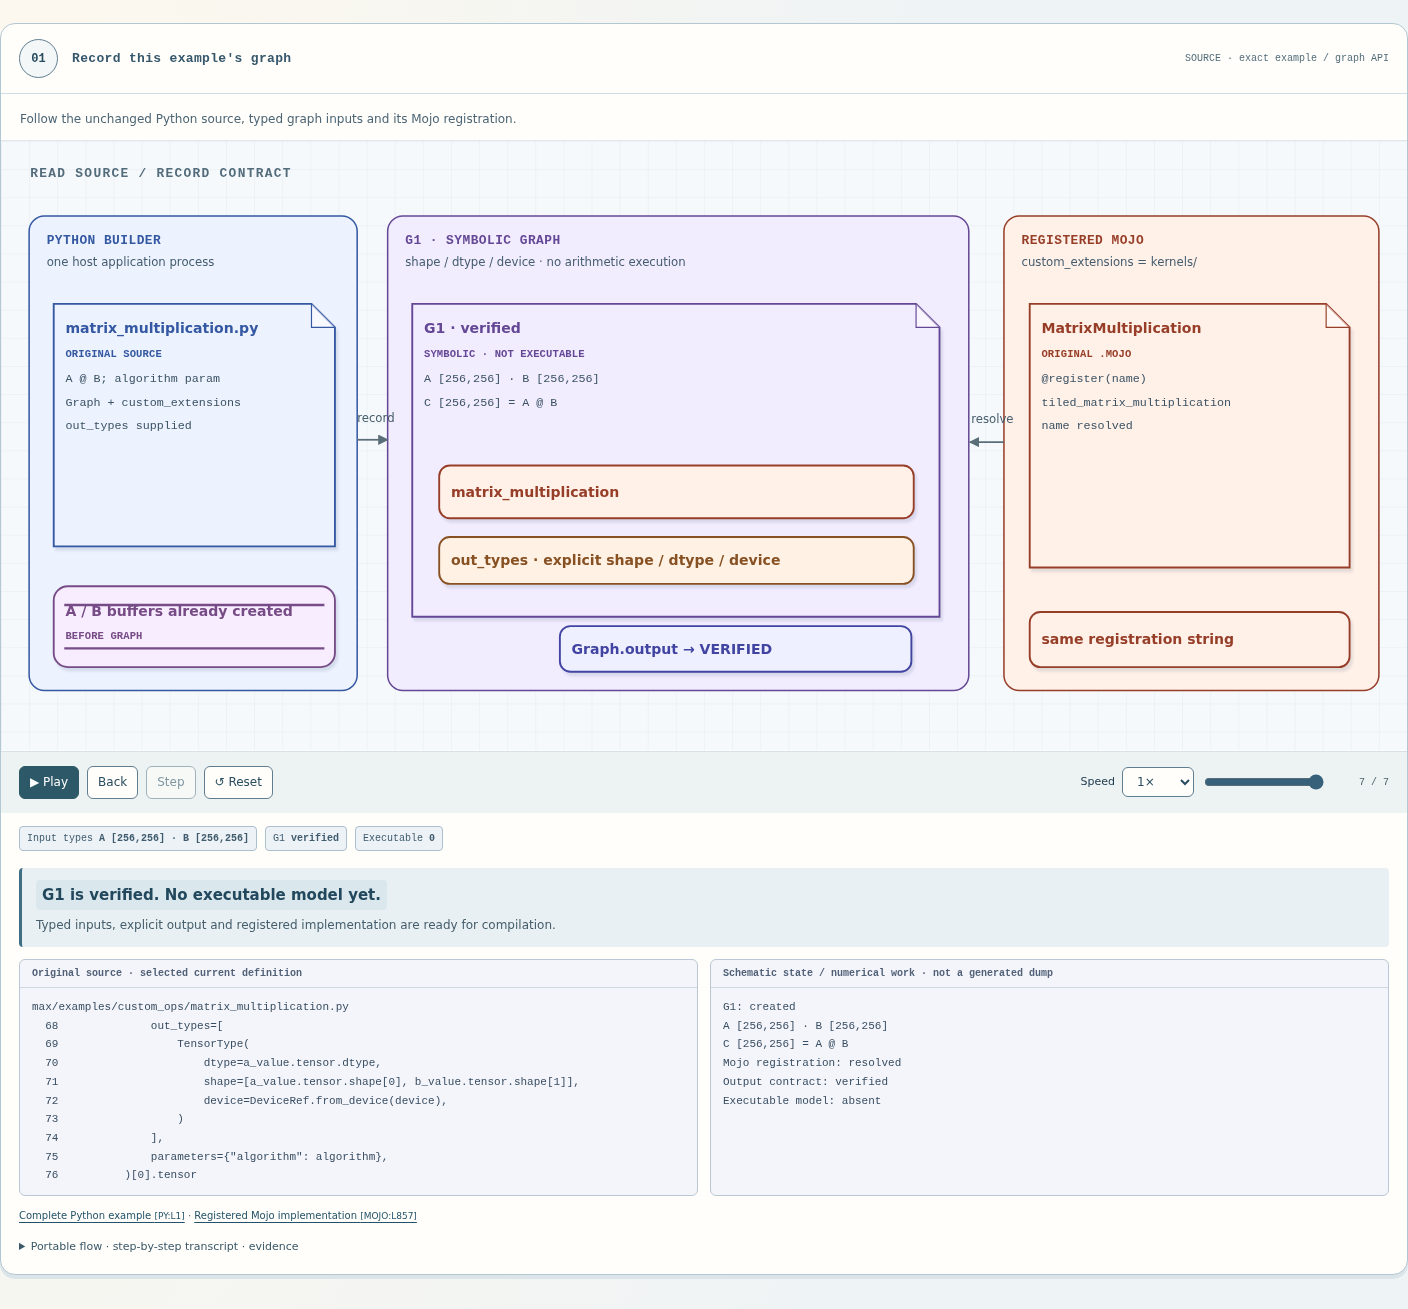 01
Record this example's graph
SOURCE · exact example / graph API
Follow the unchanged Python source, typed graph inputs and its Mojo registration.
READ SOURCE / RECORD CONTRACT
PYTHON BUILDER
one host application process
matrix_multiplication.py
ORIGINAL SOURCE
A @ B; algorithm param
Graph + custom_extensions
out_types supplied
A / B buffers already created
BEFORE GRAPH
record
G1 · SYMBOLIC GRAPH
shape / dtype / device · no arithmetic execution
G1 · verified
SYMBOLIC · NOT EXECUTABLE
A [256,256] · B [256,256]
C [256,256] = A @ B
matrix_multiplication
out_types · explicit shape / dtype / device
Graph.output → VERIFIED
resolve
REGISTERED MOJO
custom_extensions = kernels/
MatrixMultiplication
ORIGINAL .MOJO
@register(name)
tiled_matrix_multiplication
name resolved
same registration string
▶ Play
Back
Step
↺ Reset
Speed
1×
7 / 7
Input types A [256,256] · B [256,256]
G1 verified
Executable 0
G1 is verified. No executable model yet.
Typed inputs, explicit output and registered implementation are ready for compilation.
Original source · selected current definition
max/examples/custom_ops/matrix_multiplication.py
68              out_types=[
69                  TensorType(
70                      dtype=a_value.tensor.dtype,
71                      shape=[a_value.tensor.shape[0], b_value.tensor.shape[1]],
72                      device=DeviceRef.from_device(device),
73                  )
74              ],
75              parameters={"algorithm": algorithm},
76          )[0].tensor
Schematic state / numerical work · not a generated dump
G1: created
A [256,256] · B [256,256]
C [256,256] = A @ B
Mojo registration: resolved
Output contract: verified
Executable model: absent
Complete Python example [PY:L1] · Registered Mojo implementation [MOJO:L857]
▶ Portable flow · step-by-step transcript · evidence